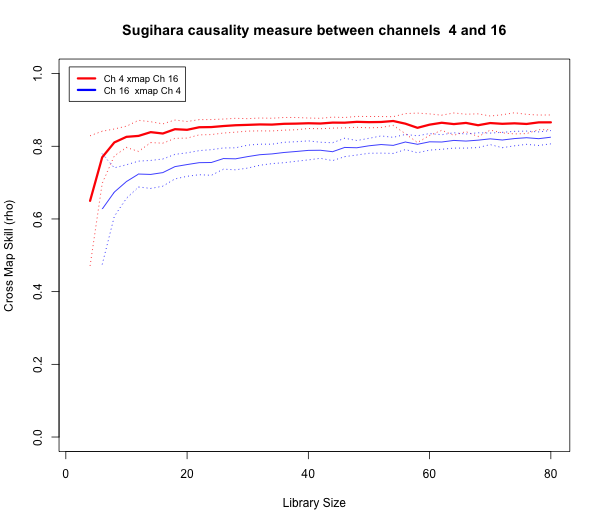 Sugihara causality measure between channels  4 and 16
Ch 4 xmap Ch 16
Ch 16  xmap Ch 4
1.0
0.8
0.6
0.4
0.2
0.0
Cross Map Skill (rho)
0 20 40 60 80
Library Size